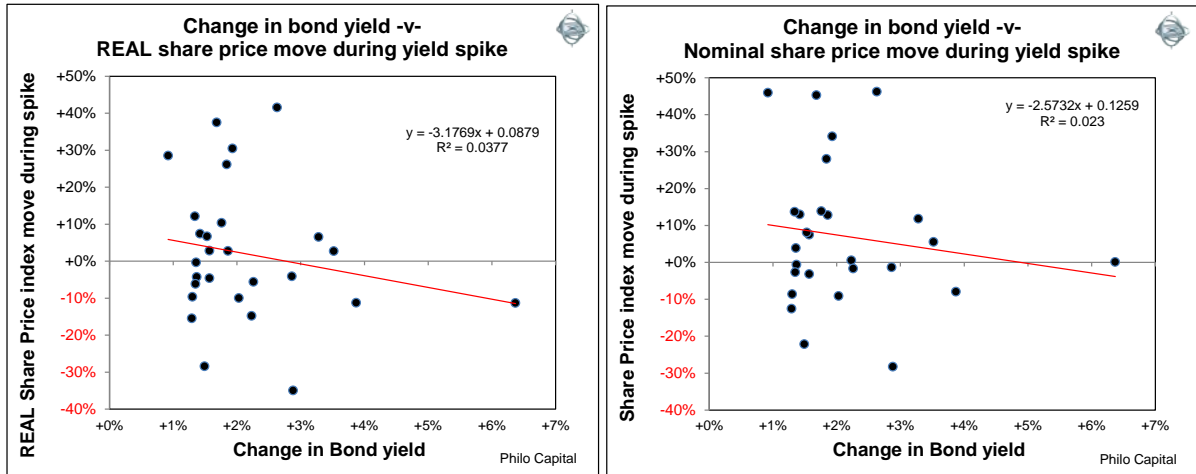 Change in bond yield -v-
REAL share price move during yield spike
REAL Share Price index move during spike
+50%
+40%
+30%
+20%
+10%
+0%
-10%
-20%
-30%
-40%
y = -3.1769x + 0.0879
R² = 0.0377
+0%
+1%
+2%
+3%
+4%
+5%
+6%
+7%
Change in Bond yield
Philo Capital
Change in bond yield -v-
Nominal share price move during yield spike
Share Price index move during spike
+50%
+40%
+30%
+20%
+10%
+0%
-10%
-20%
-30%
-40%
y = -2.5732x + 0.1259
R² = 0.023
+0%
+1%
+2%
+3%
+4%
+5%
+6%
+7%
Change in Bond yield
Philo Capital